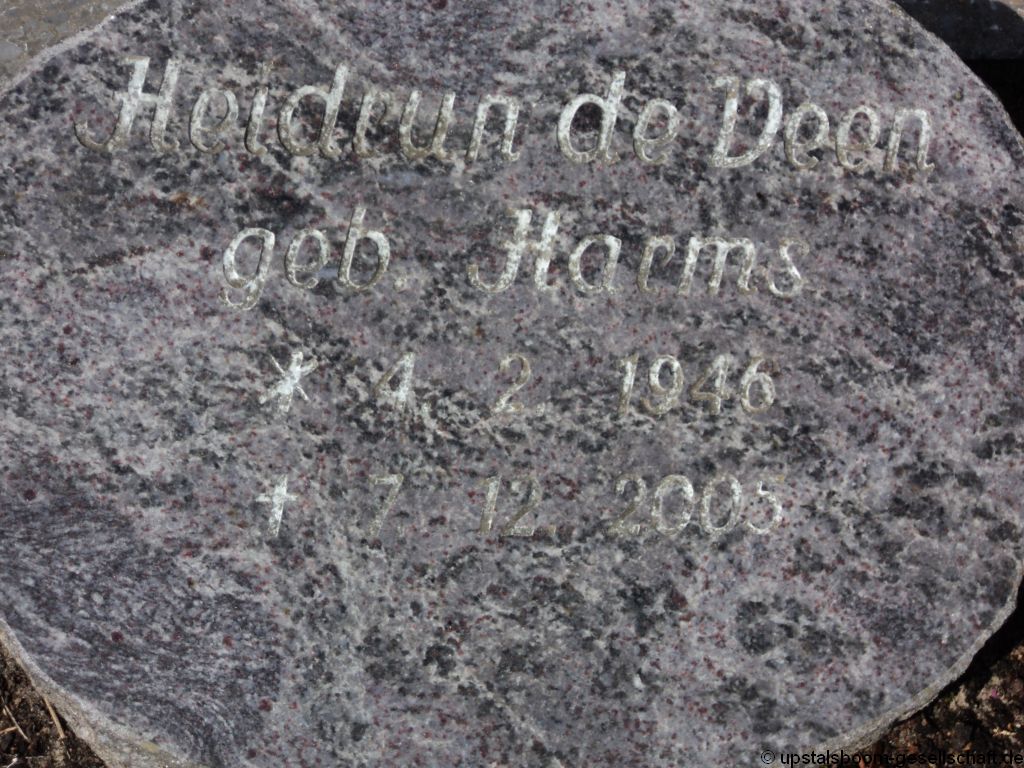 Heidrun de Veen
geb. Harms
* 4. 2. 1946
† 7. 12. 2005
© upstalsboom-gesellschaft.de